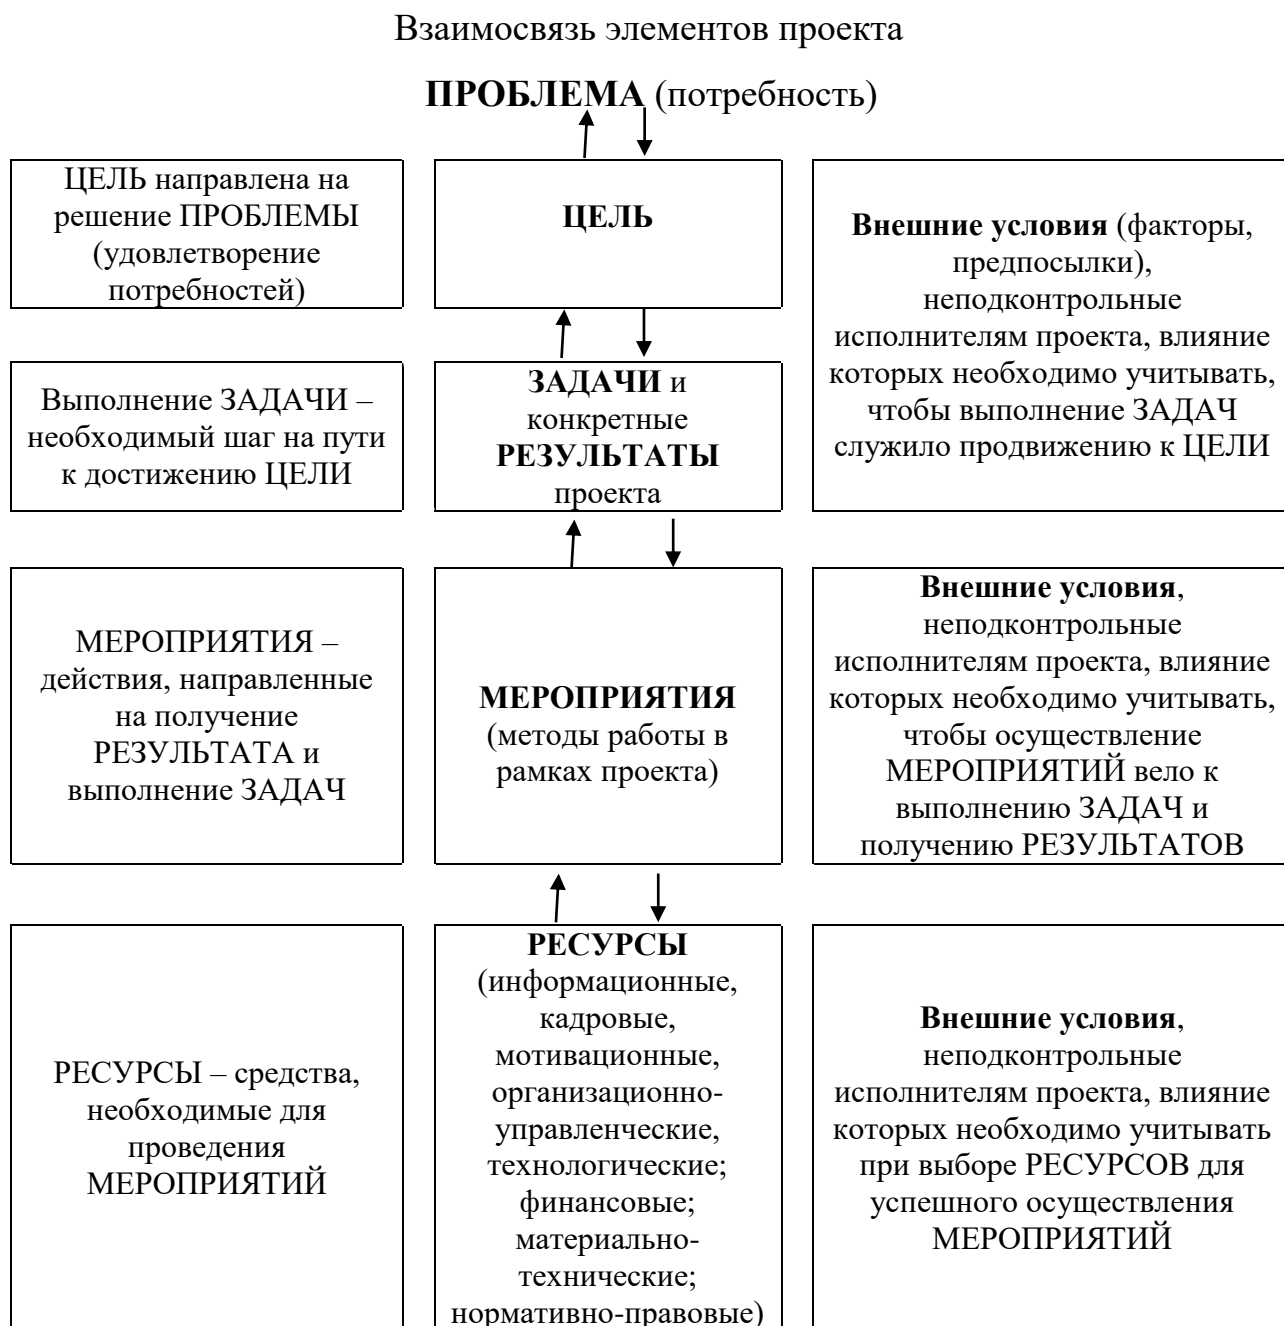 Взаимосвязь элементов проекта
ПРОБЛЕМА (потребность)
ЦЕЛЬ направлена на
решение ПРОБЛЕМЫ
(удовлетворение
потребностей)
ЦЕЛЬ
Внешние условия (факторы,
предпосылки),
неподконтрольные
исполнителям проекта, влияние
которых необходимо учитывать,
чтобы выполнение ЗАДАЧ
служило продвижению к ЦЕЛИ
Выполнение ЗАДАЧИ –
необходимый шаг на пути
к достижению ЦЕЛИ
ЗАДАЧИ и
конкретные
РЕЗУЛЬТАТЫ
проекта
МЕРОПРИЯТИЯ –
действия, направленные
на получение
РЕЗУЛЬТАТА и
выполнение ЗАДАЧ
МЕРОПРИЯТИЯ
(методы работы в
рамках проекта)
Внешние условия,
неподконтрольные
исполнителям проекта, влияние
которых необходимо учитывать,
чтобы осуществление
МЕРОПРИЯТИЙ вело к
выполнению ЗАДАЧ и
получению РЕЗУЛЬТАТОВ
РЕСУРСЫ – средства,
необходимые для
проведения
МЕРОПРИЯТИЙ
РЕСУРСЫ
(информационные,
кадровые,
мотивационные,
организационно-
управленческие,
технологические;
финансовые;
материально-
технические;
нормативно-правовые)
Внешние условия,
неподконтрольные
исполнителям проекта, влияние
которых необходимо учитывать
при выборе РЕСУРСОВ для
успешного осуществления
МЕРОПРИЯТИЙ